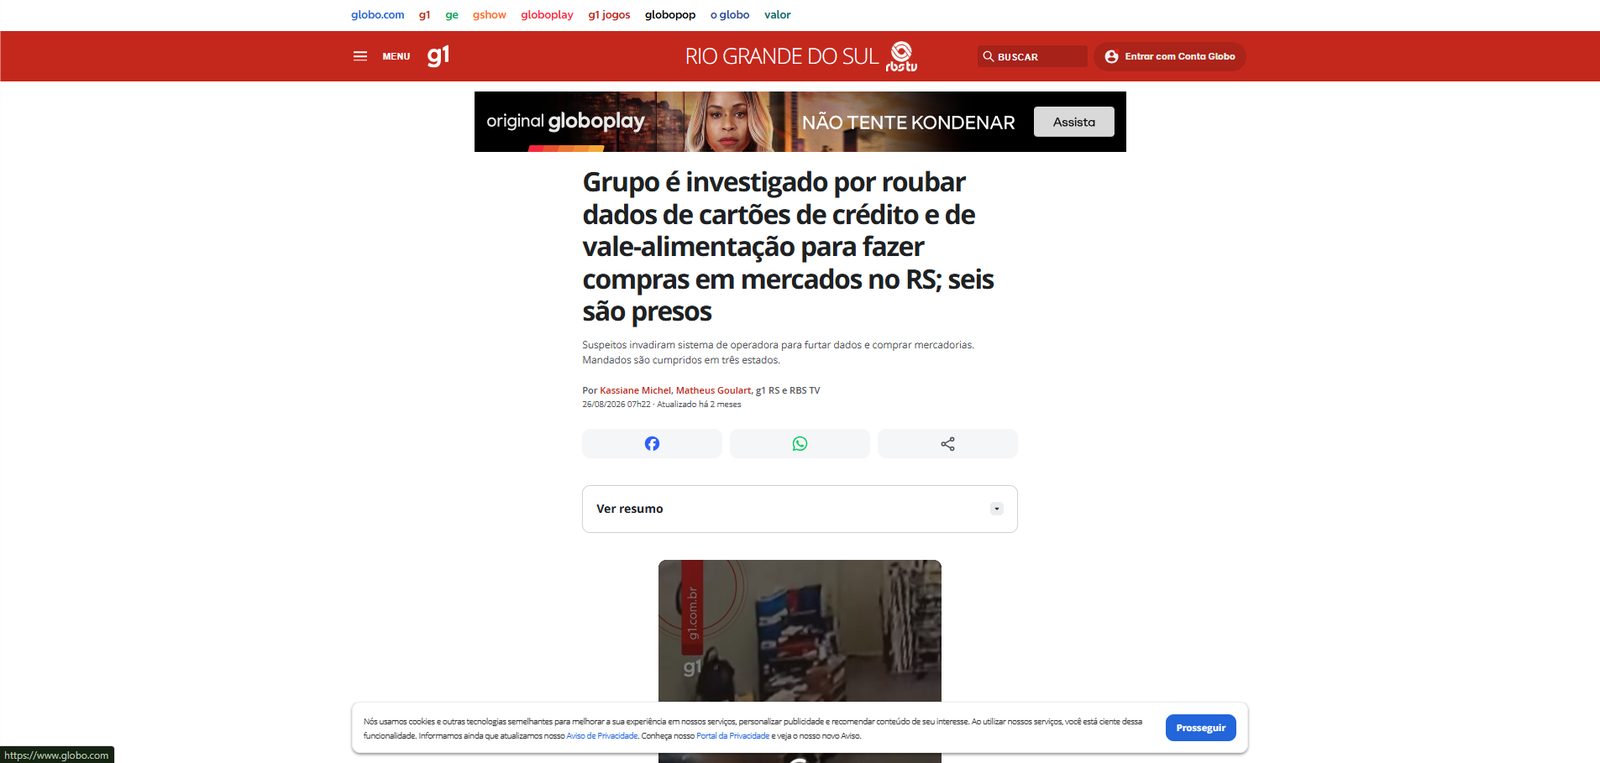 globo.com g1 ge gshow globoplay g1 jogos globopop o globo valor
MENU g1 RIO GRANDE DO SUL rbs tv BUSCAR Entrar com Conta Globo
original globoplay NÃO TENTE KONDENAR Assista
Grupo é investigado por roubar
dados de cartões de crédito e de
vale-alimentação para fazer
compras em mercados no RS; seis
são presos
Suspeitos invadiram sistema de operadora para furtar dados e comprar mercadorias.
Mandados são cumpridos em três estados.
Por Kassiane Michel, Matheus Goulart, g1 RS e RBS TV
26/08/2026 07h22 · Atualizado há 2 meses
Ver resumo
g1.com.br
g1
Nós usamos cookies e outras tecnologias semelhantes para melhorar a sua experiência em nossos serviços, personalizar publicidade e recomendar conteúdo de seu interesse. Ao utilizar nossos serviços, você está ciente dessa
funcionalidade. Informamos ainda que atualizamos nosso Aviso de Privacidade. Conheça nosso Portal da Privacidade e veja o nosso novo Aviso.
Prosseguir
https://www.globo.com